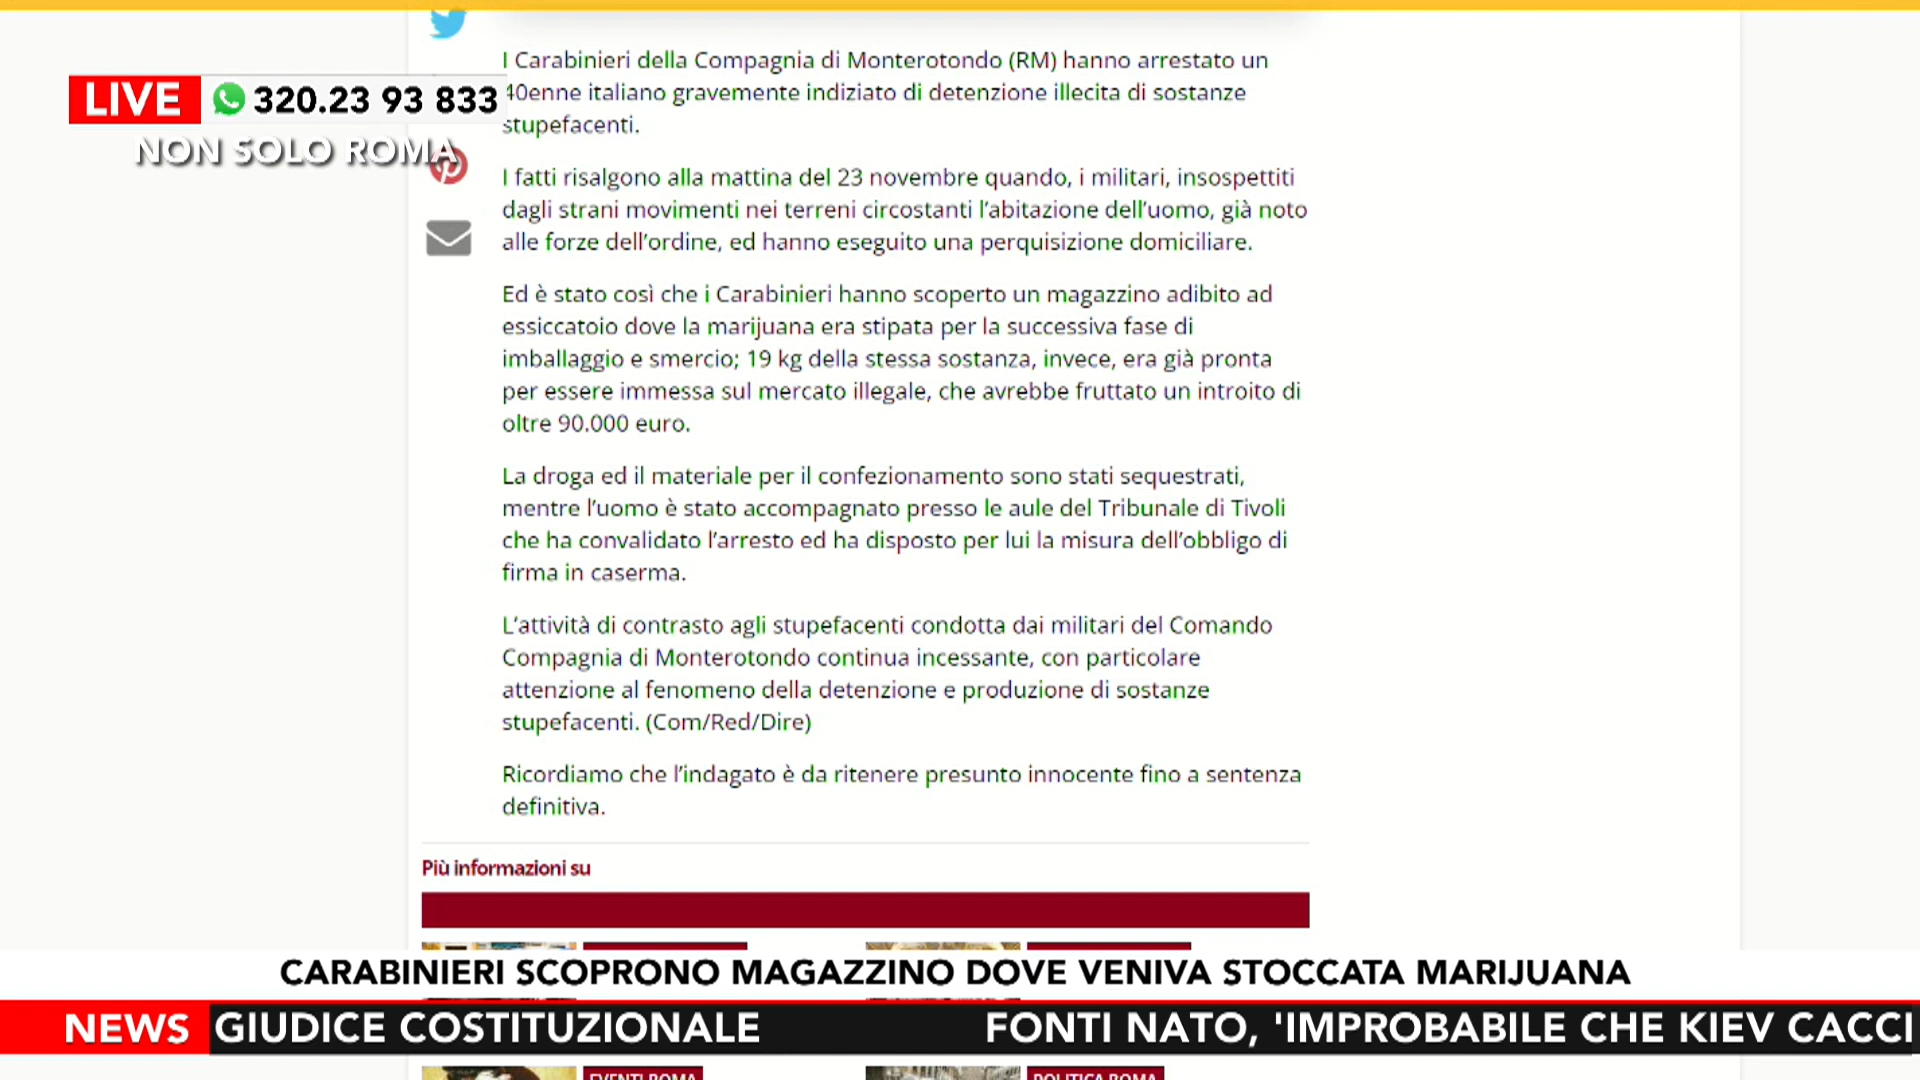 I Carabinieri della Compagnia di Monterotondo (RM) hanno arrestato un
LIVE 320.23 93 833
40enne italiano gravemente indiziato di detenzione illecita di sostanze
stupefacenti.
NON SOLO ROMA
I fatti risalgono alla mattina del 23 novembre quando, i militari, insospettiti
dagli strani movimenti nei terreni circostanti l'abitazione dell'uomo, già noto
alle forze dell'ordine, ed hanno eseguito una perquisizione domiciliare.
Ed è stato così che i Carabinieri hanno scoperto un magazzino adibito ad
essiccatoio dove la marijuana era stipata per la successiva fase di
imballaggio e smercio; 19 kg della stessa sostanza, invece, era già pronta
per essere immessa sul mercato illegale, che avrebbe fruttato un introito di
oltre 90.000 euro.
La droga ed il materiale per il confezionamento sono stati sequestrati,
mentre l'uomo è stato accompagnato presso le aule del Tribunale di Tivoli
che ha convalidato l'arresto ed ha disposto per lui la misura dell'obbligo di
firma in caserma.
L'attività di contrasto agli stupefacenti condotta dai militari del Comando
Compagnia di Monterotondo continua incessante, con particolare
attenzione al fenomeno della detenzione e produzione di sostanze
stupefacenti. (Com/Red/Dire)
Ricordiamo che l'indagato è da ritenere presunto innocente fino a sentenza
definitiva.
Più informazioni su
CARABINIERI SCOPRONO MAGAZZINO DOVE VENIVA STOCCATA MARIJUANA
NEWS GIUDICE COSTITUZIONALE FONTI NATO, 'IMPROBABILE CHE KIEV CACCI
EVENTI ROMA POLITICA ROMA